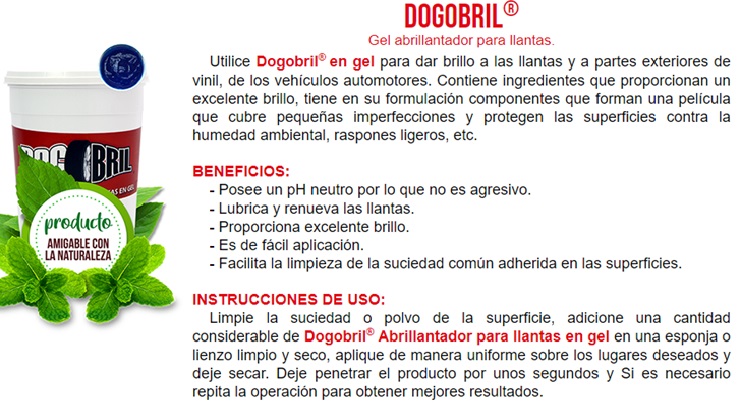 DOGOBRIL®
Gel abrillantador para llantas.
Utilice Dogobril® en gel para dar brillo a las llantas y a partes exteriores de
vinil, de los vehículos automotores. Contiene ingredientes que proporcionan un
excelente brillo, tiene en su formulación componentes que forman una película
que cubre pequeñas imperfecciones y protegen las superficies contra la
humedad ambiental, raspones ligeros, etc.
BENEFICIOS:
- Posee un pH neutro por lo que no es agresivo.
- Lubrica y renueva las llantas.
- Proporciona excelente brillo.
- Es de fácil aplicación.
- Facilita la limpieza de la suciedad común adherida en las superficies.
INSTRUCCIONES DE USO:
Limpie la suciedad o polvo de la superficie, adicione una cantidad
considerable de Dogobril® Abrillantador para llantas en gel en una esponja o
lienzo limpio y seco, aplique de manera uniforme sobre los lugares deseados y
deje secar. Deje penetrar el producto por unos segundos y Si es necesario
repita la operación para obtener mejores resultados.
BRIL
EN GEL
producto
AMIGABLE CON
LA NATURALEZA